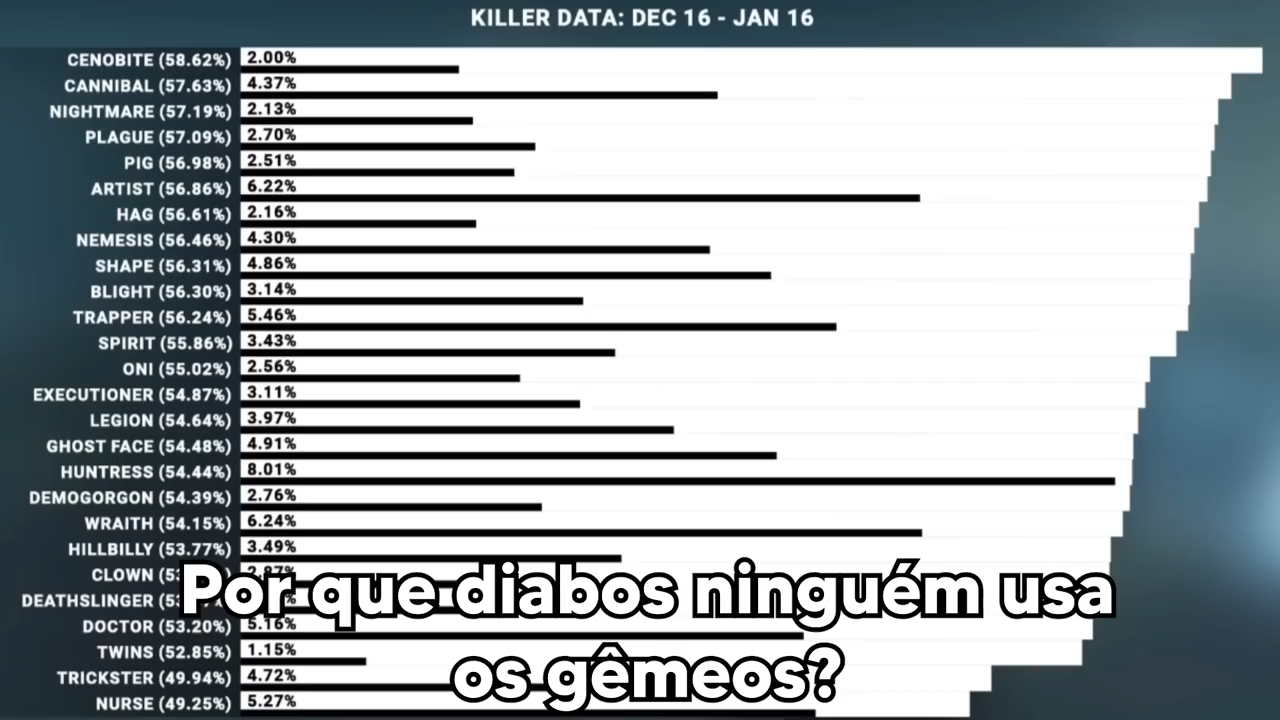 KILLER DATA: DEC 16 - JAN 16
CENOBITE (58.62%) 2.00%
CANNIBAL (57.63%) 4.37%
NIGHTMARE (57.19%) 2.13%
PLAGUE (57.09%) 2.70%
PIG (56.98%) 2.51%
ARTIST (56.86%) 6.22%
HAG (56.61%) 2.16%
NEMESIS (56.46%) 4.30%
SHAPE (56.31%) 4.86%
BLIGHT (56.30%) 3.14%
TRAPPER (56.24%) 5.46%
SPIRIT (55.86%) 3.43%
ONI (55.02%) 2.56%
EXECUTIONER (54.87%) 3.11%
LEGION (54.64%) 3.97%
GHOST FACE (54.48%) 4.91%
HUNTRESS (54.44%) 8.01%
DEMOGORGON (54.39%) 2.76%
WRAITH (54.15%) 6.24%
HILLBILLY (53.77%) 3.49%
CLOWN
DEATHSLINGER
DOCTOR (53.20%) 5.16%
TWINS (52.85%) 1.15%
TRICKSTER (49.94%) 4.72%
NURSE (49.25%) 5.27%
Por que diabos ninguém usa
os gêmeos?